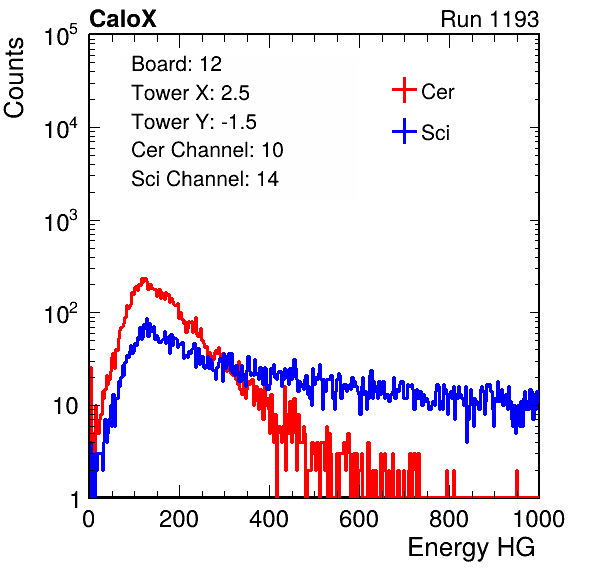 CaloX Run 1193
10^5
Board: 12
Tower X: 2.5
Tower Y: -1.5
Cer Channel: 10
Sci Channel: 14
Cer
Sci
Counts
10^4
10^3
10^2
10
1
0 200 400 600 800 1000
Energy HG